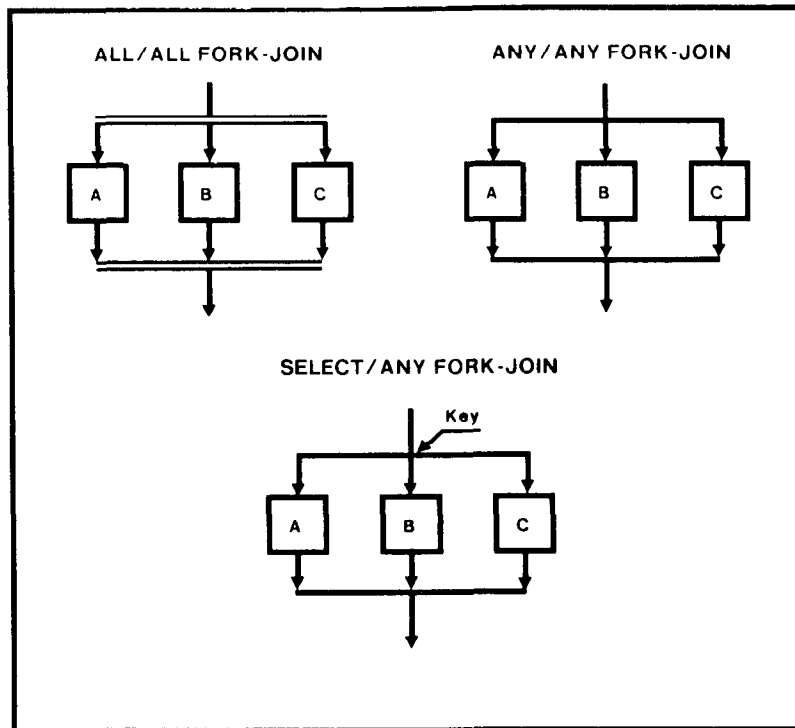 ALL/ALL FORK-JOIN
A B C
ANY/ANY FORK-JOIN
A B C
SELECT/ANY FORK-JOIN
Key
A B C